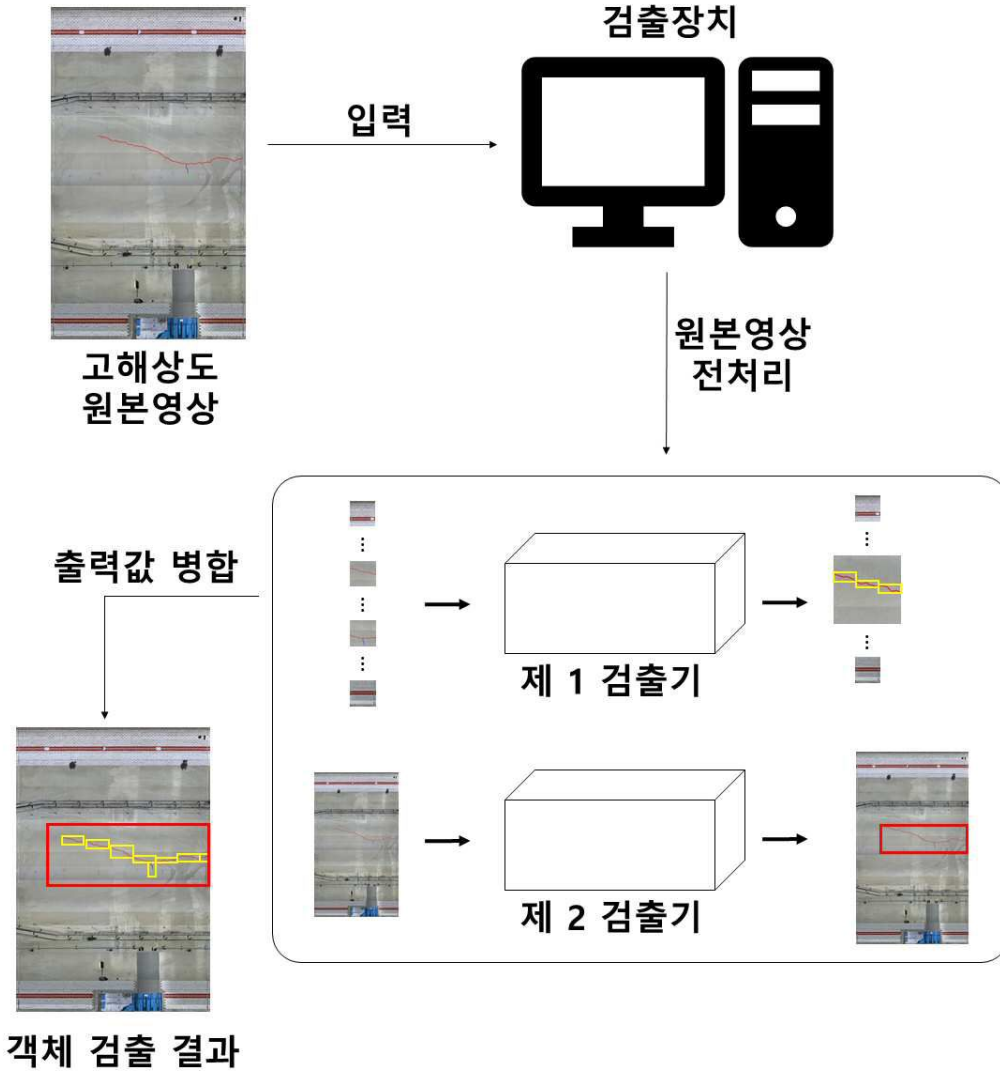 검출장치
입력
고해상도
원본영상
원본영상
전처리
출력값 병합
제 1 검출기
제 2 검출기
객체 검출 결과